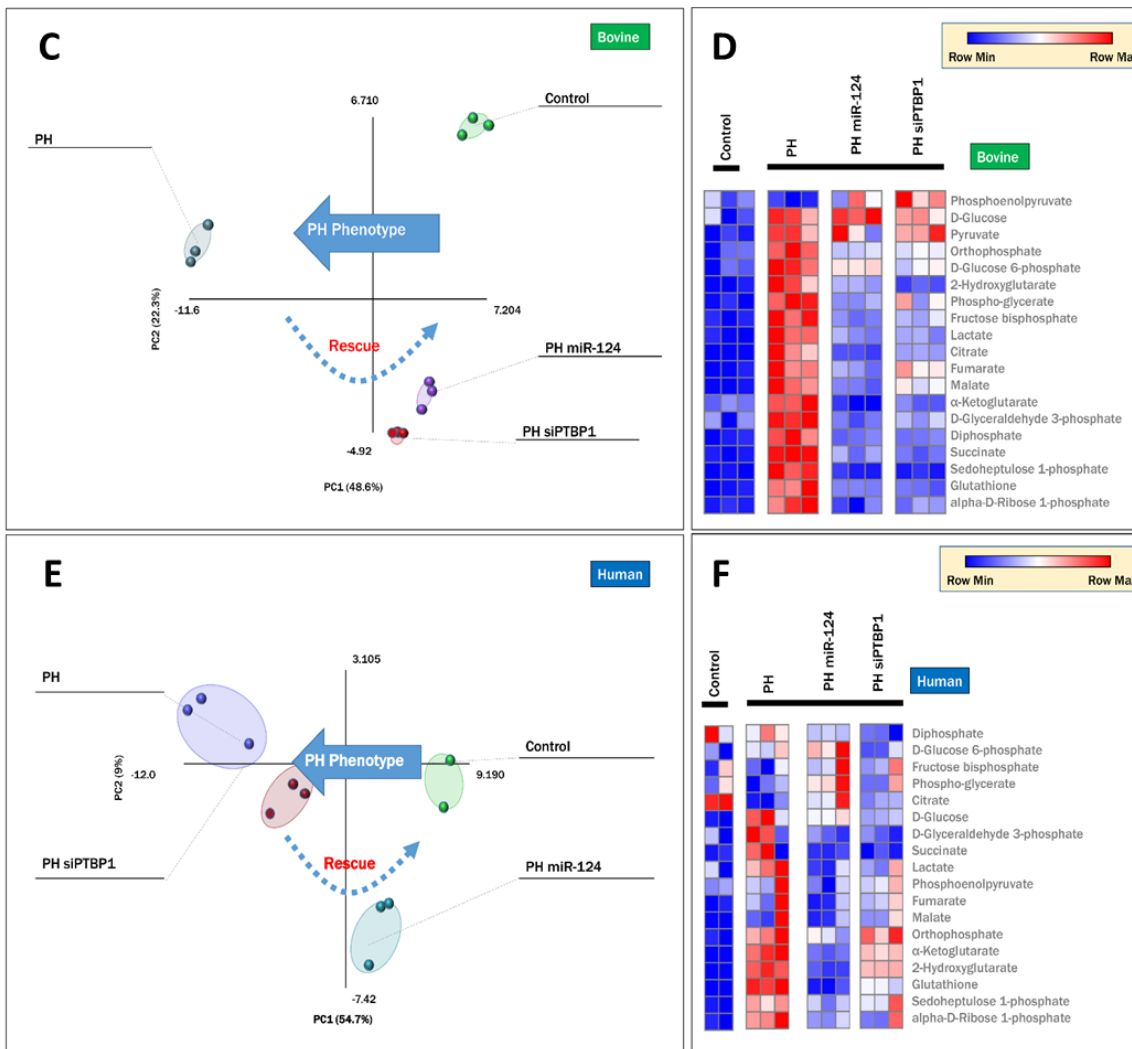 C
Bovine
6.710
Control
PH
PH Phenotype
-11.6
7.204
PC2 (22.3%)
Rescue
PH miR-124
PH siPTBP1
-4.92
PC1 (48.6%)
D
Row Min
Row Ma
Control
PH
PH miR-124
PH siPTBP1
Bovine
Phosphoenolpyruvate
D-Glucose
Pyruvate
Orthophosphate
D-Glucose 6-phosphate
2-Hydroxyglutarate
Phospho-glycerate
Fructose bisphosphate
Lactate
Citrate
Fumarate
Malate
α-Ketoglutarate
D-Glyceraldehyde 3-phosphate
Diphosphate
Succinate
Sedoheptulose 1-phosphate
Glutathione
alpha-D-Ribose 1-phosphate
E
Human
3.105
PH
PH Phenotype
Control
-12.0
9.190
PC2 (9%)
Rescue
PH siPTBP1
PH miR-124
-7.42
PC1 (54.7%)
F
Row Min
Row Ma
Control
PH
PH miR-124
PH siPTBP1
Human
Diphosphate
D-Glucose 6-phosphate
Fructose bisphosphate
Phospho-glycerate
Citrate
D-Glucose
D-Glyceraldehyde 3-phosphate
Succinate
Lactate
Phosphoenolpyruvate
Fumarate
Malate
Orthophosphate
α-Ketoglutarate
2-Hydroxyglutarate
Glutathione
Sedoheptulose 1-phosphate
alpha-D-Ribose 1-phosphate